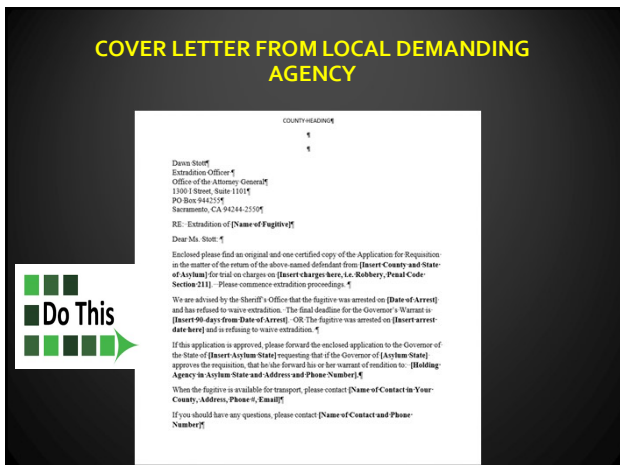 COVER LETTER FROM LOCAL DEMANDING
AGENCY
COUNTY·HEADING¶
¶
¶
Dawn·Stott¶
Extradition·Officer·¶
Office·of·the·Attorney·General¶
1300·I·Street,·Suite·1101¶
PO·Box·944255¶
Sacramento,·CA·94244-2550¶
RE:··Extradition·of·[Name·of·Fugitive]¶
Dear·Ms.·Stott:·¶
Enclosed·please·find·an·original·and·one·certified·copy·of·the·Application·for·Requisition·
in·the·matter·of·the·return·of·the·above-named·defendant·from·[Insert·County·and·State·
of·Asylum]·for·trial·on·charges·on·[Insert·charges·here,·i.e.·Robbery,·Penal·Code·
Section·211].··Please·commence·extradition·proceedings.·¶
We·are·advised·by·the·Sheriff's·Office·that·the·fugitive·was·arrested·on·[Date·of·Arrest]·
and·has·refused·to·waive·extradition.··The·final·deadline·for·the·Governor's·Warrant·is·
[Insert·90-days·from·Date·of·Arrest].··OR·The·fugitive·was·arrested·on·[Insert·arrest·
date·here]·and·is·refusing·to·waive·extradition.·¶
If·this·application·is·approved,·please·forward·the·enclosed·application·to·the·Governor·of·
the·State·of·[Insert·Asylum·State]·requesting·that·if·the·Governor·of·[Asylum·State]·
approves·the·requisition,·that·he/she·forward·his·or·her·warrant·of·rendition·to:··[Holding·
Agency·in·Asylum·State·and·Address·and·Phone·Number].¶
When·the·fugitive·is·available·for·transport,·please·contact·[Name·of·Contact·in·Your·
County,·Address,·Phone·#,·Email]¶
If·you·should·have·any·questions,·please·contact·[Name·of·Contact·and·Phone·
Number]¶
Do This